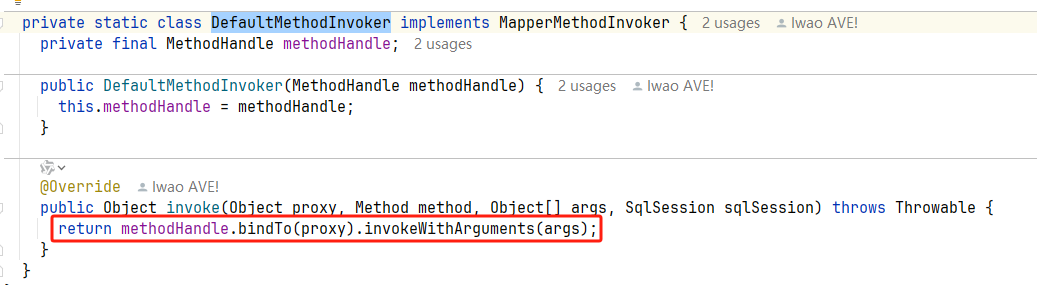 private static class DefaultMethodInvoker implements MapperMethodInvoker { 2 usages Iwao AVE!
private final MethodHandle methodHandle; 2 usages
public DefaultMethodInvoker(MethodHandle methodHandle) { 2 usages Iwao AVE!
this.methodHandle = methodHandle;
}
@Override Iwao AVE!
public Object invoke(Object proxy, Method method, Object[] args, SqlSession sqlSession) throws Throwable {
return methodHandle.bindTo(proxy).invokeWithArguments(args);
}
}